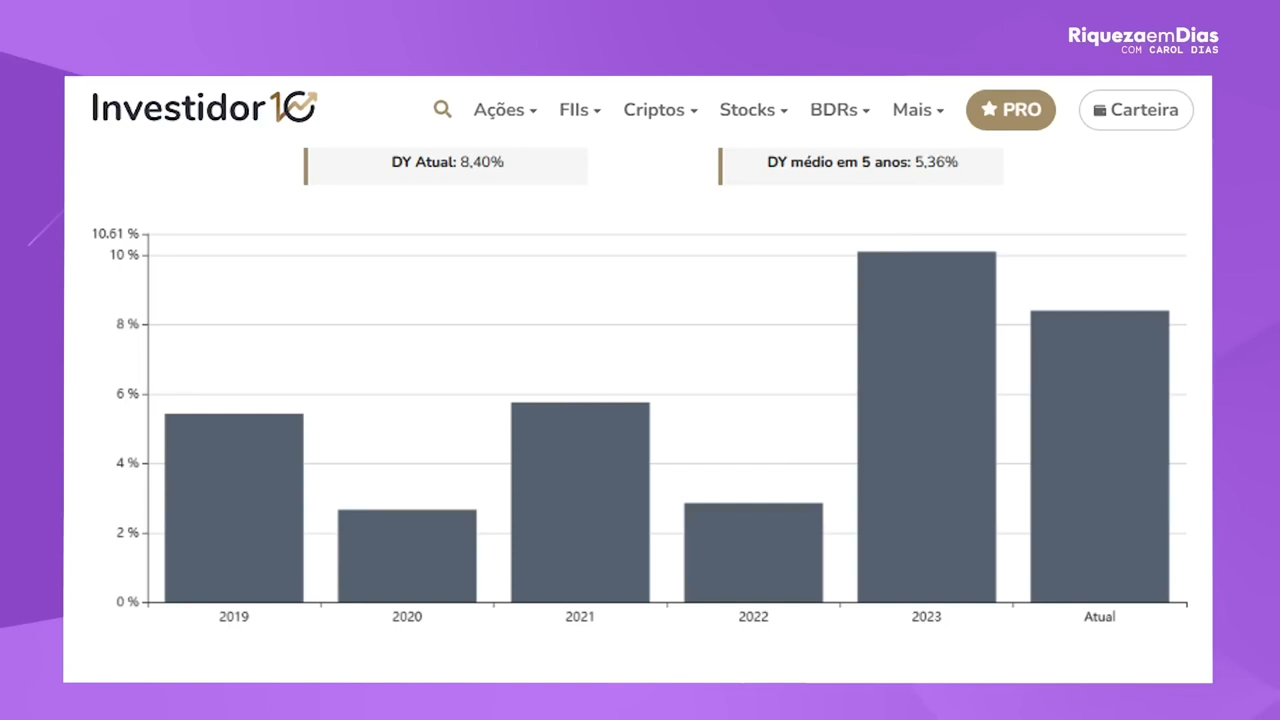 RiquezaemDias
COM CAROL DIAS
Investidor10
Ações
FIIs
Criptos
Stocks
BDRs
Mais
PRO
Carteira
DY Atual: 8,40%
DY médio em 5 anos: 5,36%
10.61 %
10 %
8 %
6 %
4 %
2 %
0 %
2019
2020
2021
2022
2023
Atual